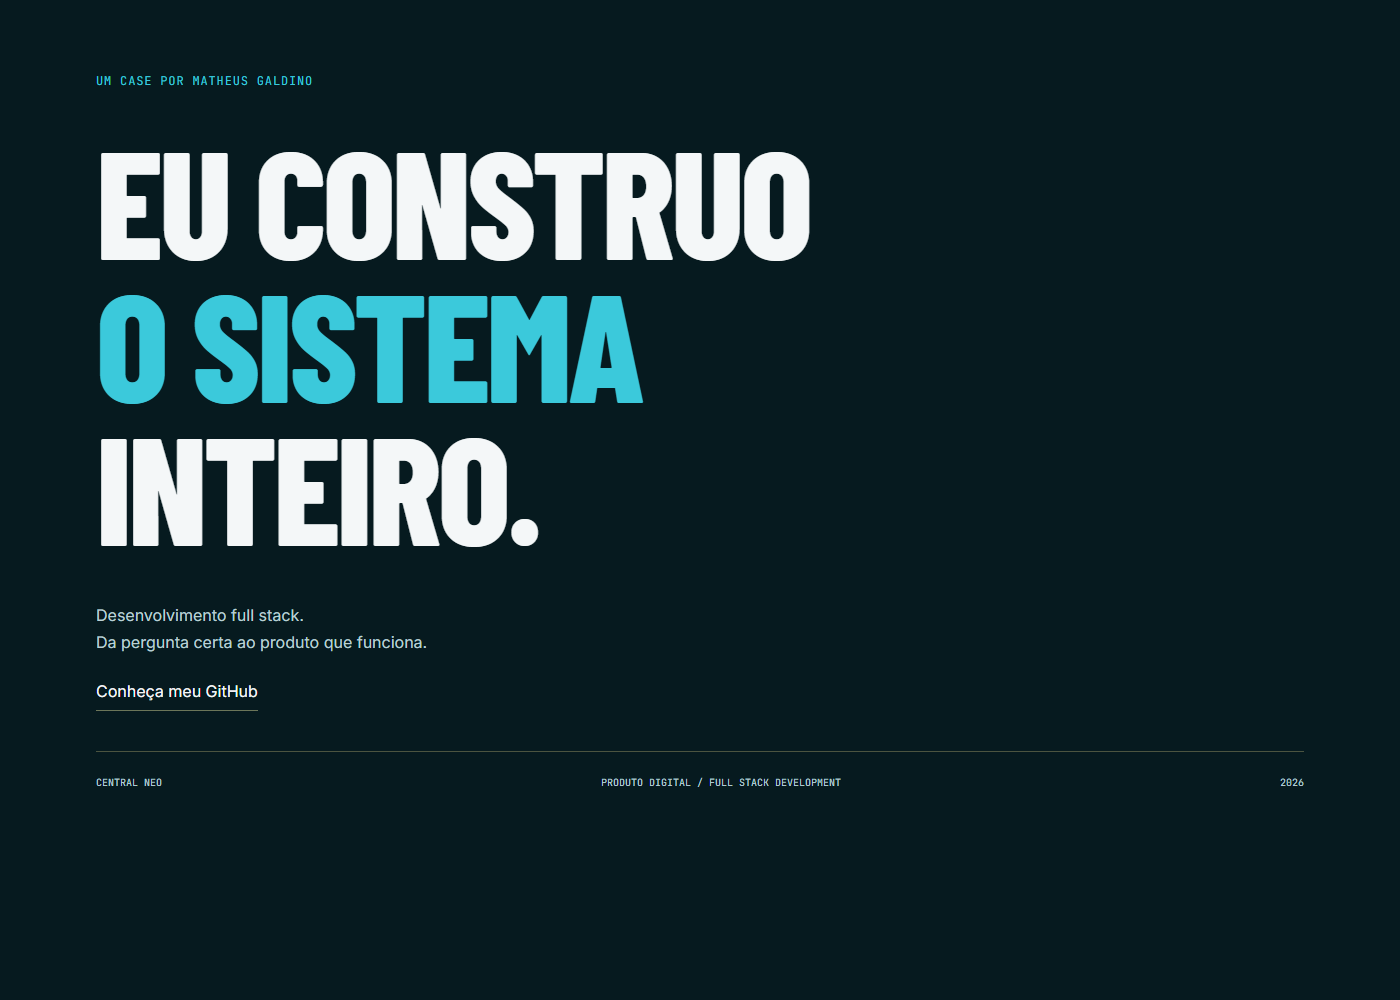 UM CASE POR MATHEUS GALDINO
EU CONSTRUO
O SISTEMA
INTEIRO.
Desenvolvimento full stack.
Da pergunta certa ao produto que funciona.
Conheça meu GitHub
CENTRAL NEO
PRODUTO DIGITAL / FULL STACK DEVELOPMENT
2026